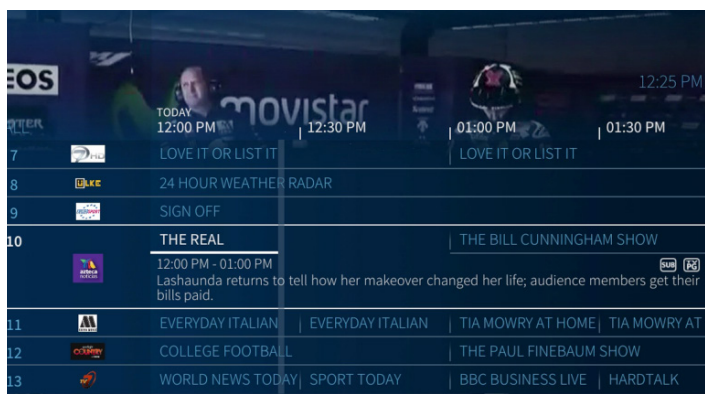 EOS
movistar
12:25 PM
TODAY
12:00 PM | 12:30 PM | 01:00 PM | 01:30 PM
7 LOVE IT OR LIST IT | LOVE IT OR LIST IT
8 ULKE 24 HOUR WEATHER RADAR
9 SIGN OFF
10 THE REAL | THE BILL CUNNINGHAM SHOW
azteca 12:00 PM - 01:00 PM SUB PG
Lashaunda returns to tell how her makeover changed her life; audience members get their
bills paid.
11 EVERYDAY ITALIAN | EVERYDAY ITALIAN | TIA MOWRY AT HOME | TIA MOWRY AT
12 COUNTRY COLLEGE FOOTBALL | THE PAUL FINEBAUM SHOW
13 WORLD NEWS TODAY | SPORT TODAY | BBC BUSINESS LIVE | HARDTALK